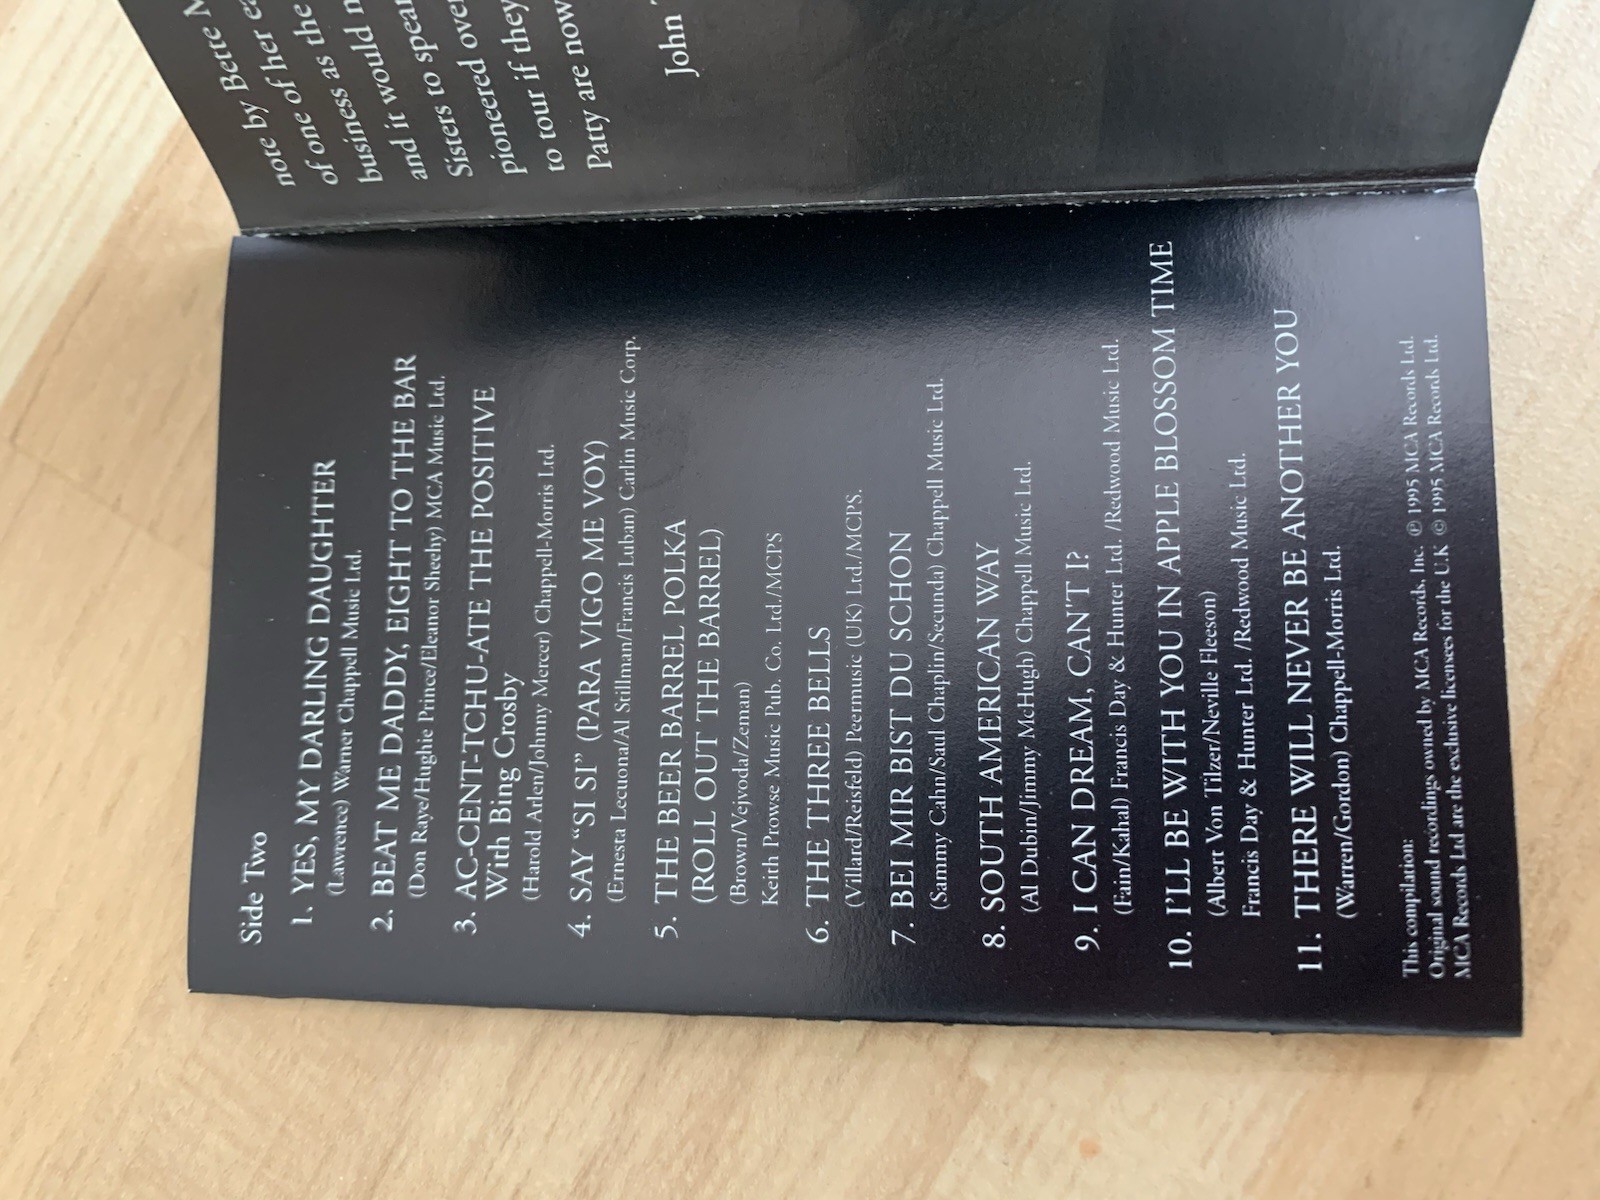 note by Bette
of one of her
of one as the
business would
and it would
Sisters to spear
pioneered over
to tour if they
Patty are now
John
Side Two
1. YES, MY DARLING DAUGHTER
(Lawrence) Warner Chappel Music Ltd.
2. BEAT ME DADDY, EIGHT TO THE BAR
(Don Raye/Hughie Prince/Eleanor Sheehy) MCA Music Ltd.
3. AC-CENT-TCHU-ATE THE POSITIVE
With Bing Crosby
(Harold Arlen/Johnny Mercer) Chappell-Morris Ltd.
4. SAY “SI SI” (PARA VIGO ME VOY)
(Ernesta Lecuona/Al Stillman/Francis Luban) Carlin Music Corp.
5. THE BEER BARREL POLKA
(ROLL OUT THE BARREL)
(Brown/Vejvoda/Zeman)
Keith Prowse Music Pub. Co. Ltd./MCPS
6. THE THREE BELLS
(Villard/Reisfeld) Peermusic (UK) Ltd./MCPS.
7. BEI MIR BIST DU SCHON
(Sammy Cahn/Saul Chaplin/Secunda) Chappell Music Ltd.
8. SOUTH AMERICAN WAY
(Al Dubin/Jimmy McHugh) Chappell Music Ltd.
9. I CAN DREAM, CAN'T I?
(Fain/Kahal) Francis Day & Hunter Ltd. /Redwood Music Ltd.
10. I'LL BE WITH YOU IN APPLE BLOSSOM TIME
(Albert Von Tilzer/Neville Fleeson)
Francis Day & Hunter Ltd. /Redwood Music Ltd.
11. THERE WILL NEVER BE ANOTHER YOU
(Warren/Gordon) Chappell-Morris Ltd.
This compilation:
Original sound recordings owned by MCA Records, Inc. ℗ 1995 MCA Records Ltd.
MCA Records Ltd are the exclusive licensees for the U.K © 1995 MCA Records Ltd.